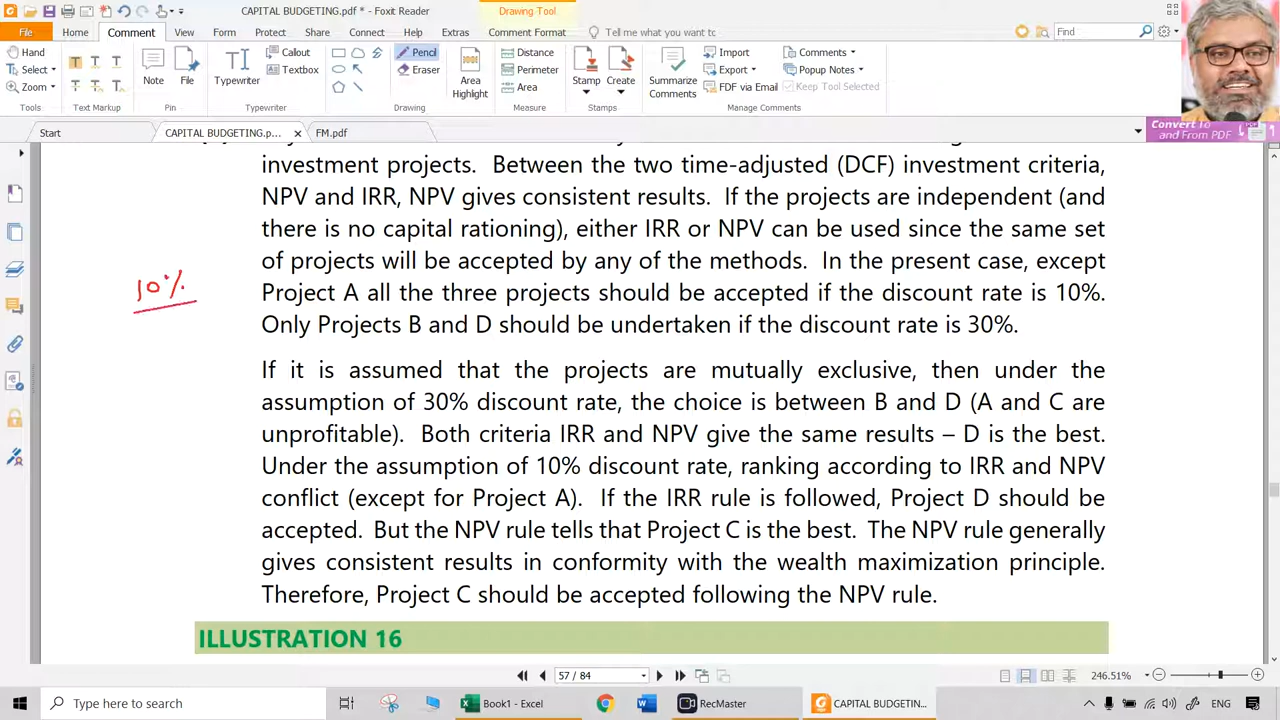 CAPITAL BUDGETING.pdf * - Foxit Reader
Drawing Tool
File Home Comment View Form Protect Share Connect Help Extras Comment Format Tell me what you want to Find
Hand
Select
Zoom
Tools
T T T
T T T
Text Markup
Note
File
Pin
Typewriter
Callout
Textbox
Typewriter
Pencil
Eraser
Drawing
Area
Highlight
Distance
Perimeter
Area
Measure
Stamp
Create
Stamps
Summarize
Comments
Import
Export
FDF via Email
Comments
Popup Notes
Keep Tool Selected
Manage Comments
Start
CAPITAL BUDGETING.p...
FM.pdf
Convert To
and From PDF
investment projects. Between the two time-adjusted (DCF) investment criteria,
NPV and IRR, NPV gives consistent results. If the projects are independent (and
there is no capital rationing), either IRR or NPV can be used since the same set
of projects will be accepted by any of the methods. In the present case, except
10%
Project A all the three projects should be accepted if the discount rate is 10%.
Only Projects B and D should be undertaken if the discount rate is 30%.
If it is assumed that the projects are mutually exclusive, then under the
assumption of 30% discount rate, the choice is between B and D (A and C are
unprofitable). Both criteria IRR and NPV give the same results – D is the best.
Under the assumption of 10% discount rate, ranking according to IRR and NPV
conflict (except for Project A). If the IRR rule is followed, Project D should be
accepted. But the NPV rule tells that Project C is the best. The NPV rule generally
gives consistent results in conformity with the wealth maximization principle.
Therefore, Project C should be accepted following the NPV rule.
ILLUSTRATION 16
57 / 84
246.51%
Type here to search
Book1 - Excel
RecMaster
CAPITAL BUDGETIN...
ENG